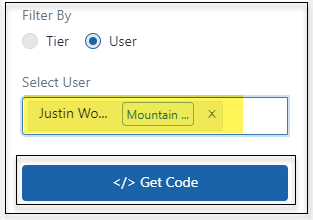 Filter By
Tier User
Select User
Justin Wo... Mountain ... X
</> Get Code